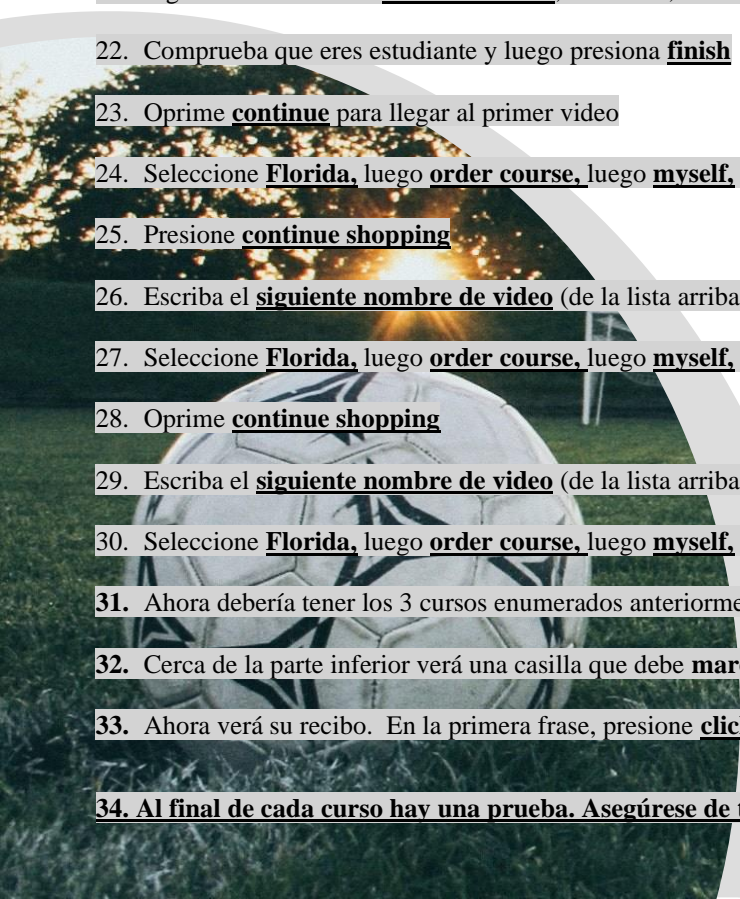 22. Comprueba que eres estudiante y luego presiona finish
23. Oprime continue para llegar al primer video
24. Seleccione Florida, luego order course, luego myself,
25. Presione continue shopping
26. Escriba el siguiente nombre de video (de la lista arriba
27. Seleccione Florida, luego order course, luego myself,
28. Oprime continue shopping
29. Escriba el siguiente nombre de video (de la lista arriba
30. Seleccione Florida, luego order course, luego myself,
31. Ahora debería tener los 3 cursos enumerados
32. Cerca de la parte inferior verá una casilla que debe
33. Ahora verá su recibo. En la primera frase, presione
34. Al final de cada curso hay una prueba. Asegúrese de